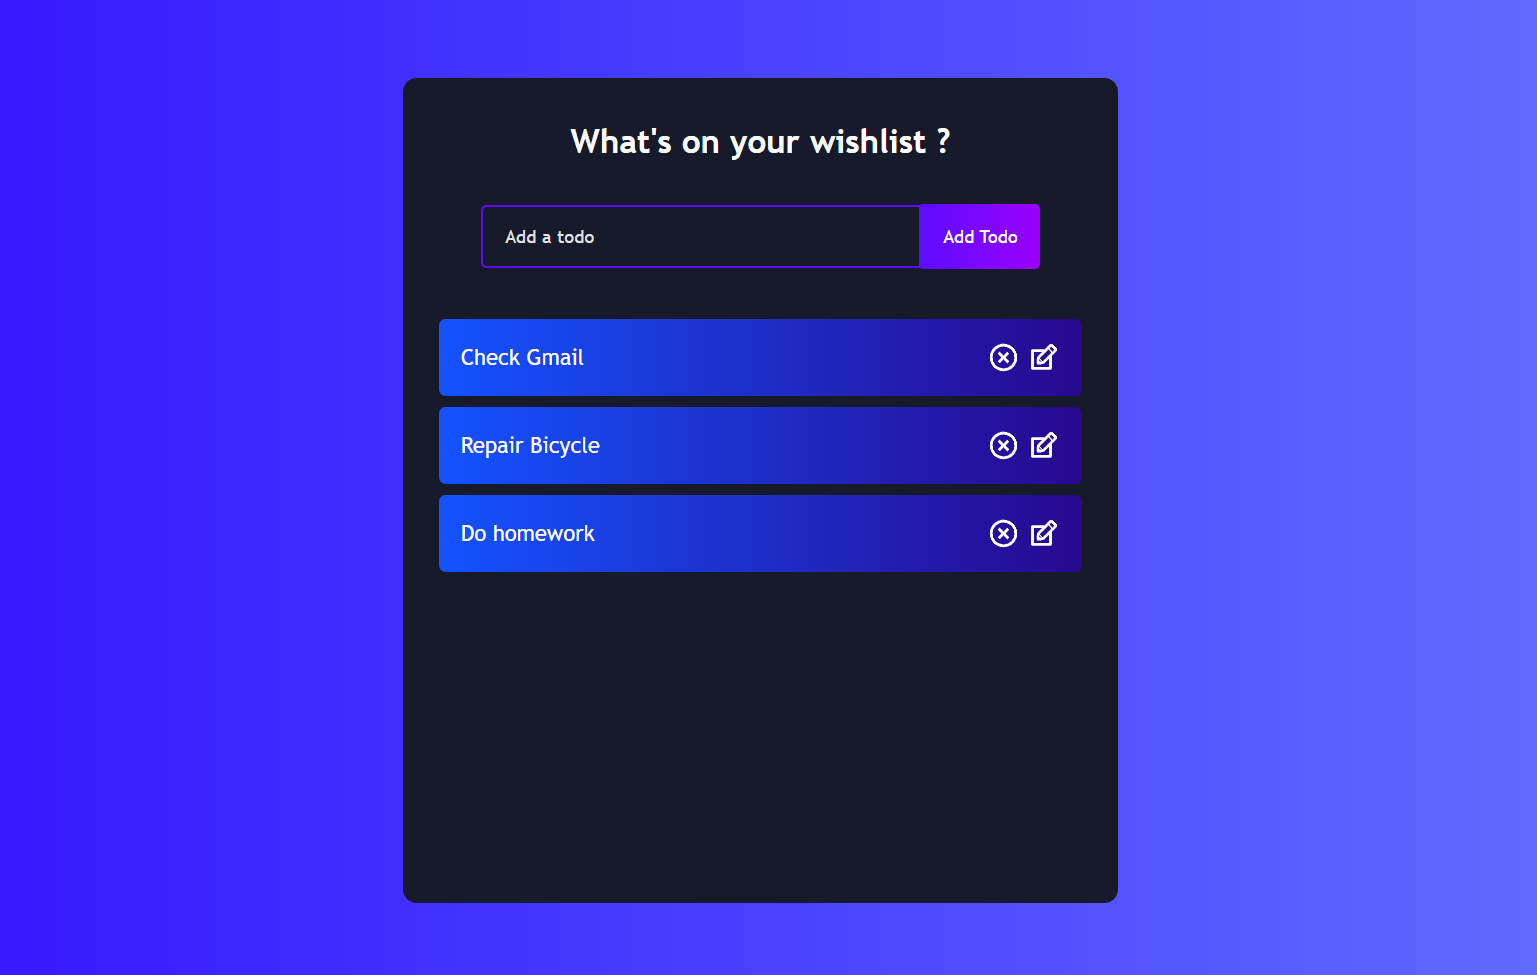 What's on your wishlist ?
Add a todo
Add Todo
Check Gmail
Repair Bicycle
Do homework